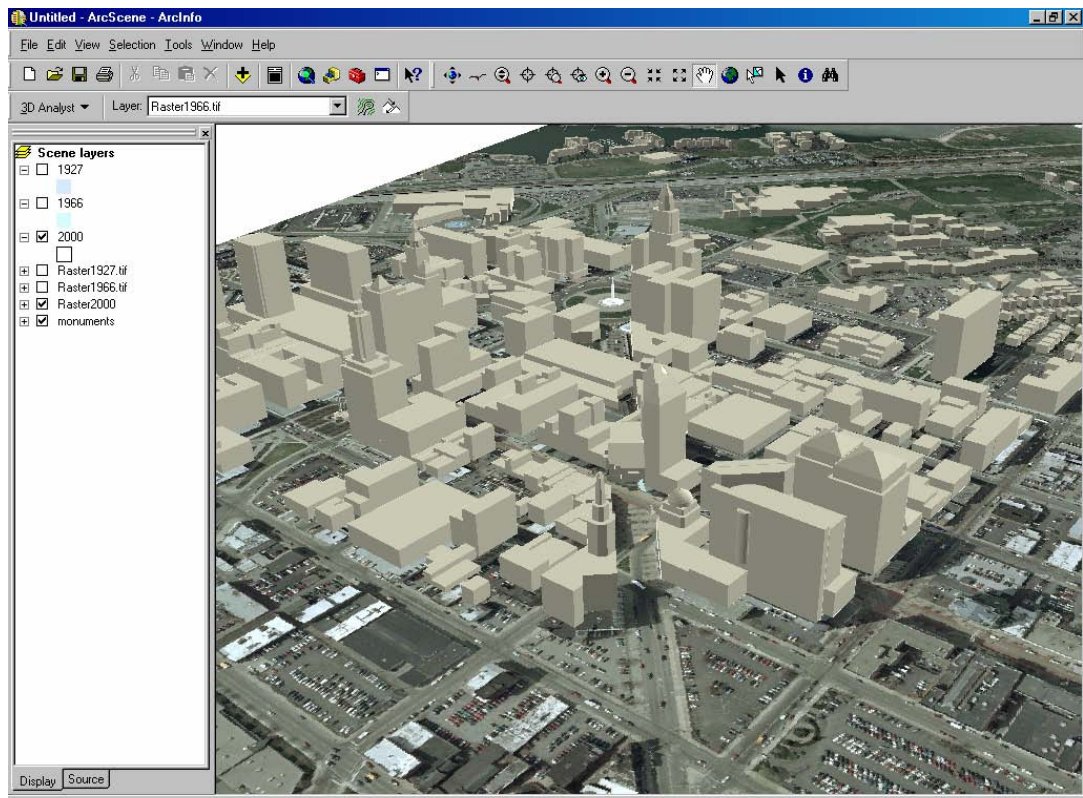 Untitled - ArcScene - ArcInfo
File Edit View Selection Tools Window Help
3D Analyst Layer: Raster1966.tif
Scene layers
1927
1966
2000
Raster1927.tif
Raster1966.tif
Raster2000
monuments
Display Source